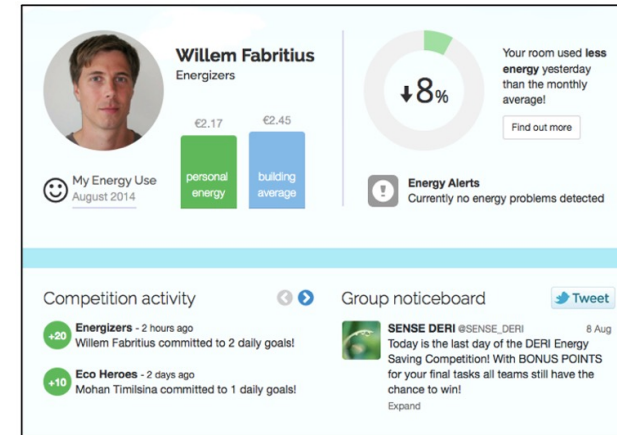 Willem Fabritius
Energizers
€2.17
€2.45
personal
energy
building
average
My Energy Use
August 2014
8%
Your room used less
energy yesterday
than the monthly
average!
Find out more
Energy Alerts
Currently no energy problems detected
Competition activity
+20
Energizers - 2 hours ago
Willem Fabritius committed to 2 daily goals!
+10
Eco Heroes - 2 days ago
Mohan Timilsina committed to 1 daily goals!
Group noticeboard
Tweet
SENSE DERI @SENSE_DERI 8 Aug
Today is the last day of the DERI Energy
Saving Competition! With BONUS POINTS
for your final tasks all teams still have the
chance to win!
Expand